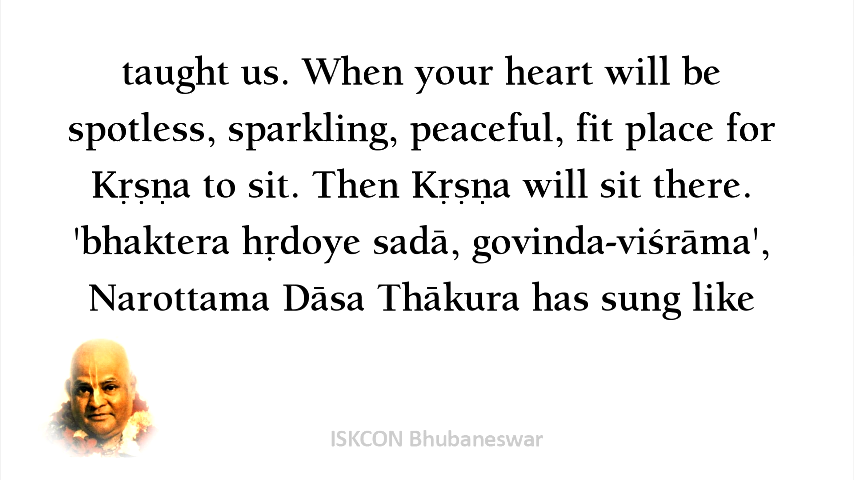 taught us. When your heart will be
spotless, sparkling, peaceful, fit place for
Kṛṣṇa to sit. Then Kṛṣṇa will sit there.
'bhaktera hṛdoye sadā, govinda-viśrāma',
Narottama Dāsa Thākura has sung like
ISKCON Bhubaneswar